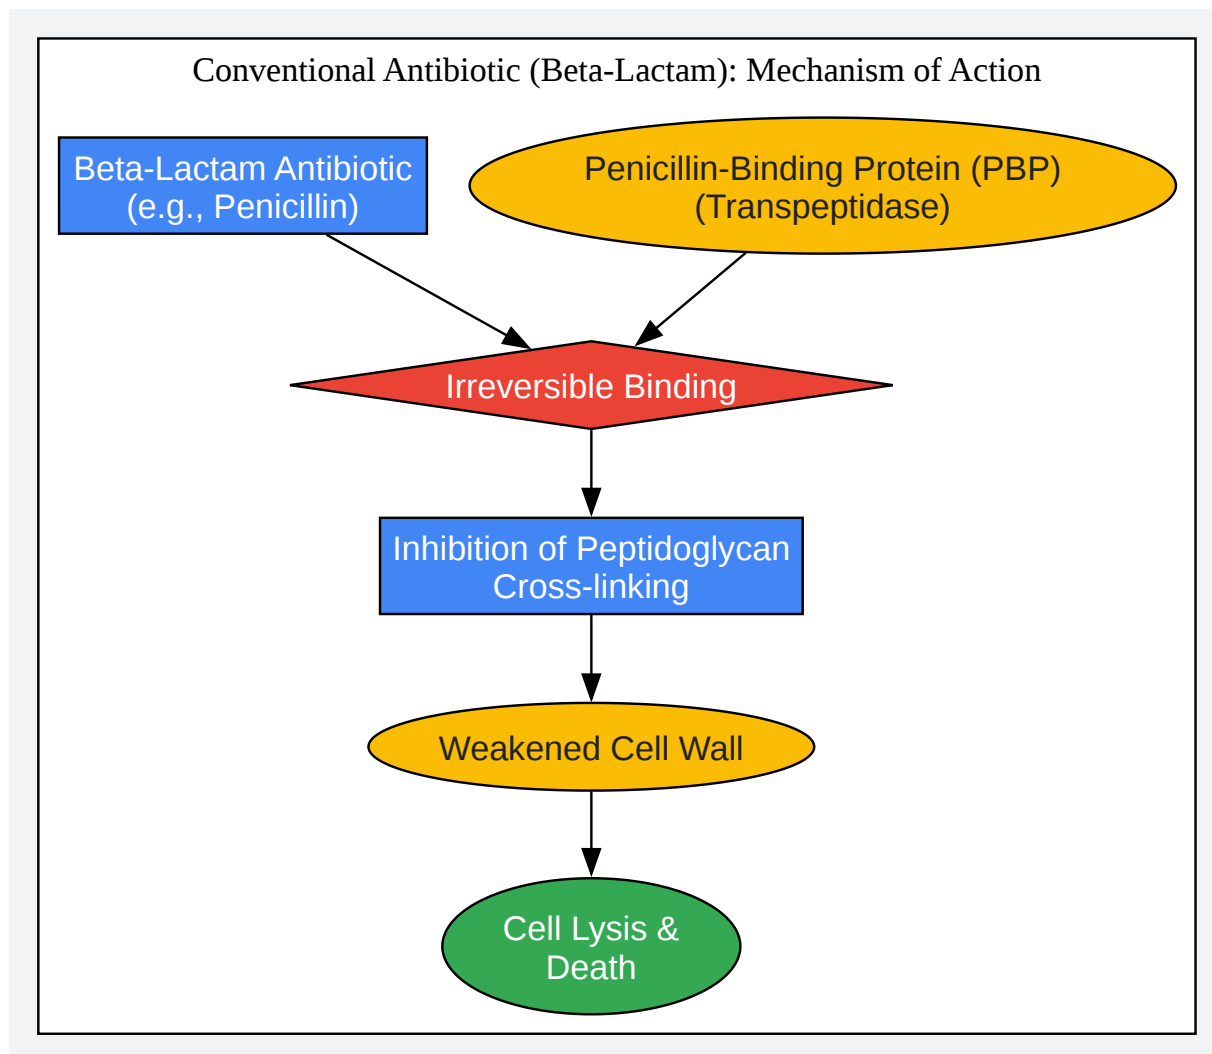 Conventional Antibiotic (Beta-Lactam): Mechanism of Action
Beta-Lactam Antibiotic
(e.g., Penicillin)
Penicillin-Binding Protein (PBP)
(Transpeptidase)
Irreversible Binding
Inhibition of Peptidoglycan
Cross-linking
Weakened Cell Wall
Cell Lysis &
Death